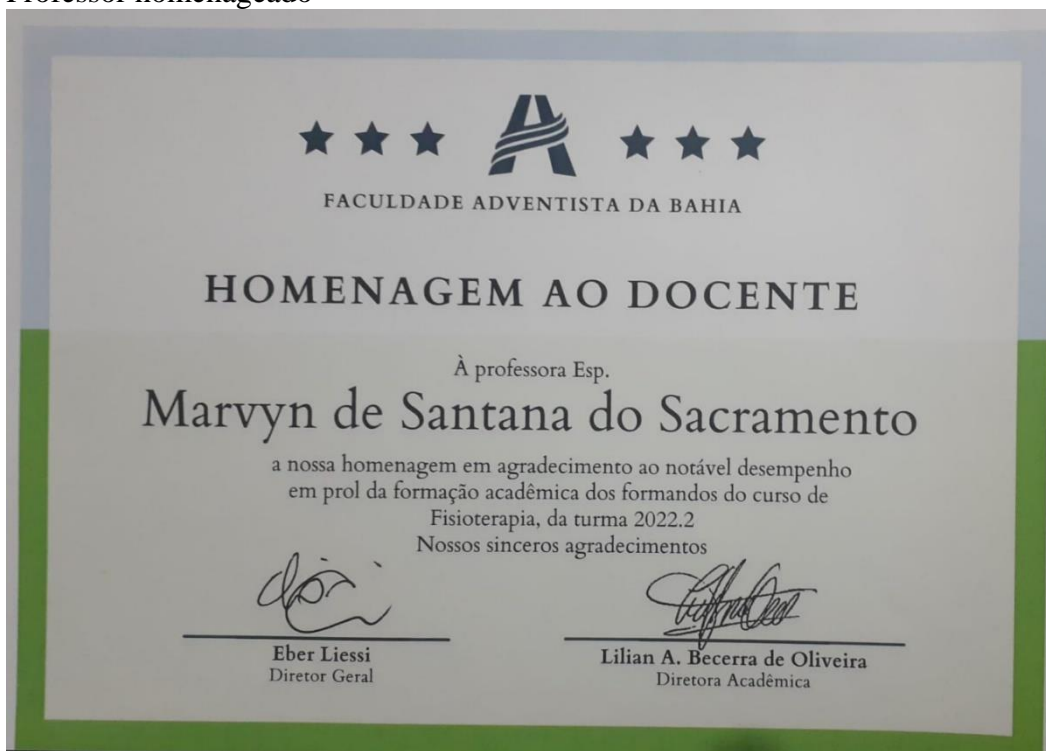 Professor homenageado
FACULDADE ADVENTISTA DA BAHIA
HOMENAGEM AO DOCENTE
À professora Esp.
Marvyn de Santana do Sacramento
a nossa homenagem em agradecimento ao notável desempenho
em prol da formação acadêmica dos formandos do curso de
Fisioterapia, da turma 2022.2
Nossos sinceros agradecimentos
Eber Liessi
Diretor Geral
Lilian A. Becerra de Oliveira
Diretora Acadêmica